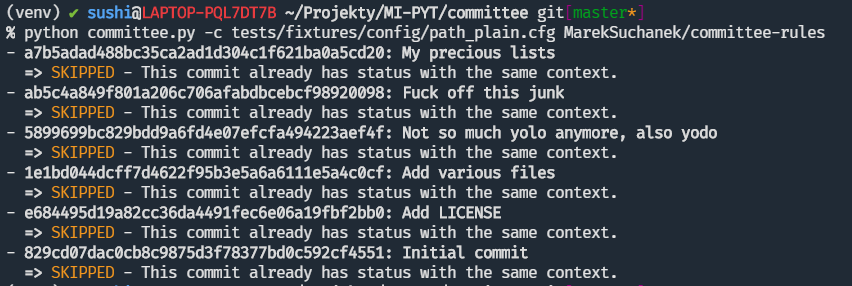 (venv) ✔ sushi@LAPTOP-PQL7DT7B ~/Projekty/MI-PYT/committee git[master*]
% python committee.py -c tests/fixtures/config/path_plain.cfg MarekSuchanek/committee-rules
- a7b5adad488bc35ca2ad1d304c1f621ba0a5cd20: My precious lists
  => SKIPPED - This commit already has status with the same context.
- ab5c4a849f801a206c706afabdbcebcf98920098: Fuck off this junk
  => SKIPPED - This commit already has status with the same context.
- 5899699bc829bdd9a6fd4e07efcfa494223aef4f: Not so much yolo anymore, also yodo
  => SKIPPED - This commit already has status with the same context.
- 1e1bd044dcff7d4622f95b3e5a6a6111e5a4c0cf: Add various files
  => SKIPPED - This commit already has status with the same context.
- e684495d19a82cc36da4491fec6e06a19fbf2bb0: Add LICENSE
  => SKIPPED - This commit already has status with the same context.
- 829cd07dac0cb8c9875d3f78377bd0c592cf4551: Initial commit
  => SKIPPED - This commit already has status with the same context.